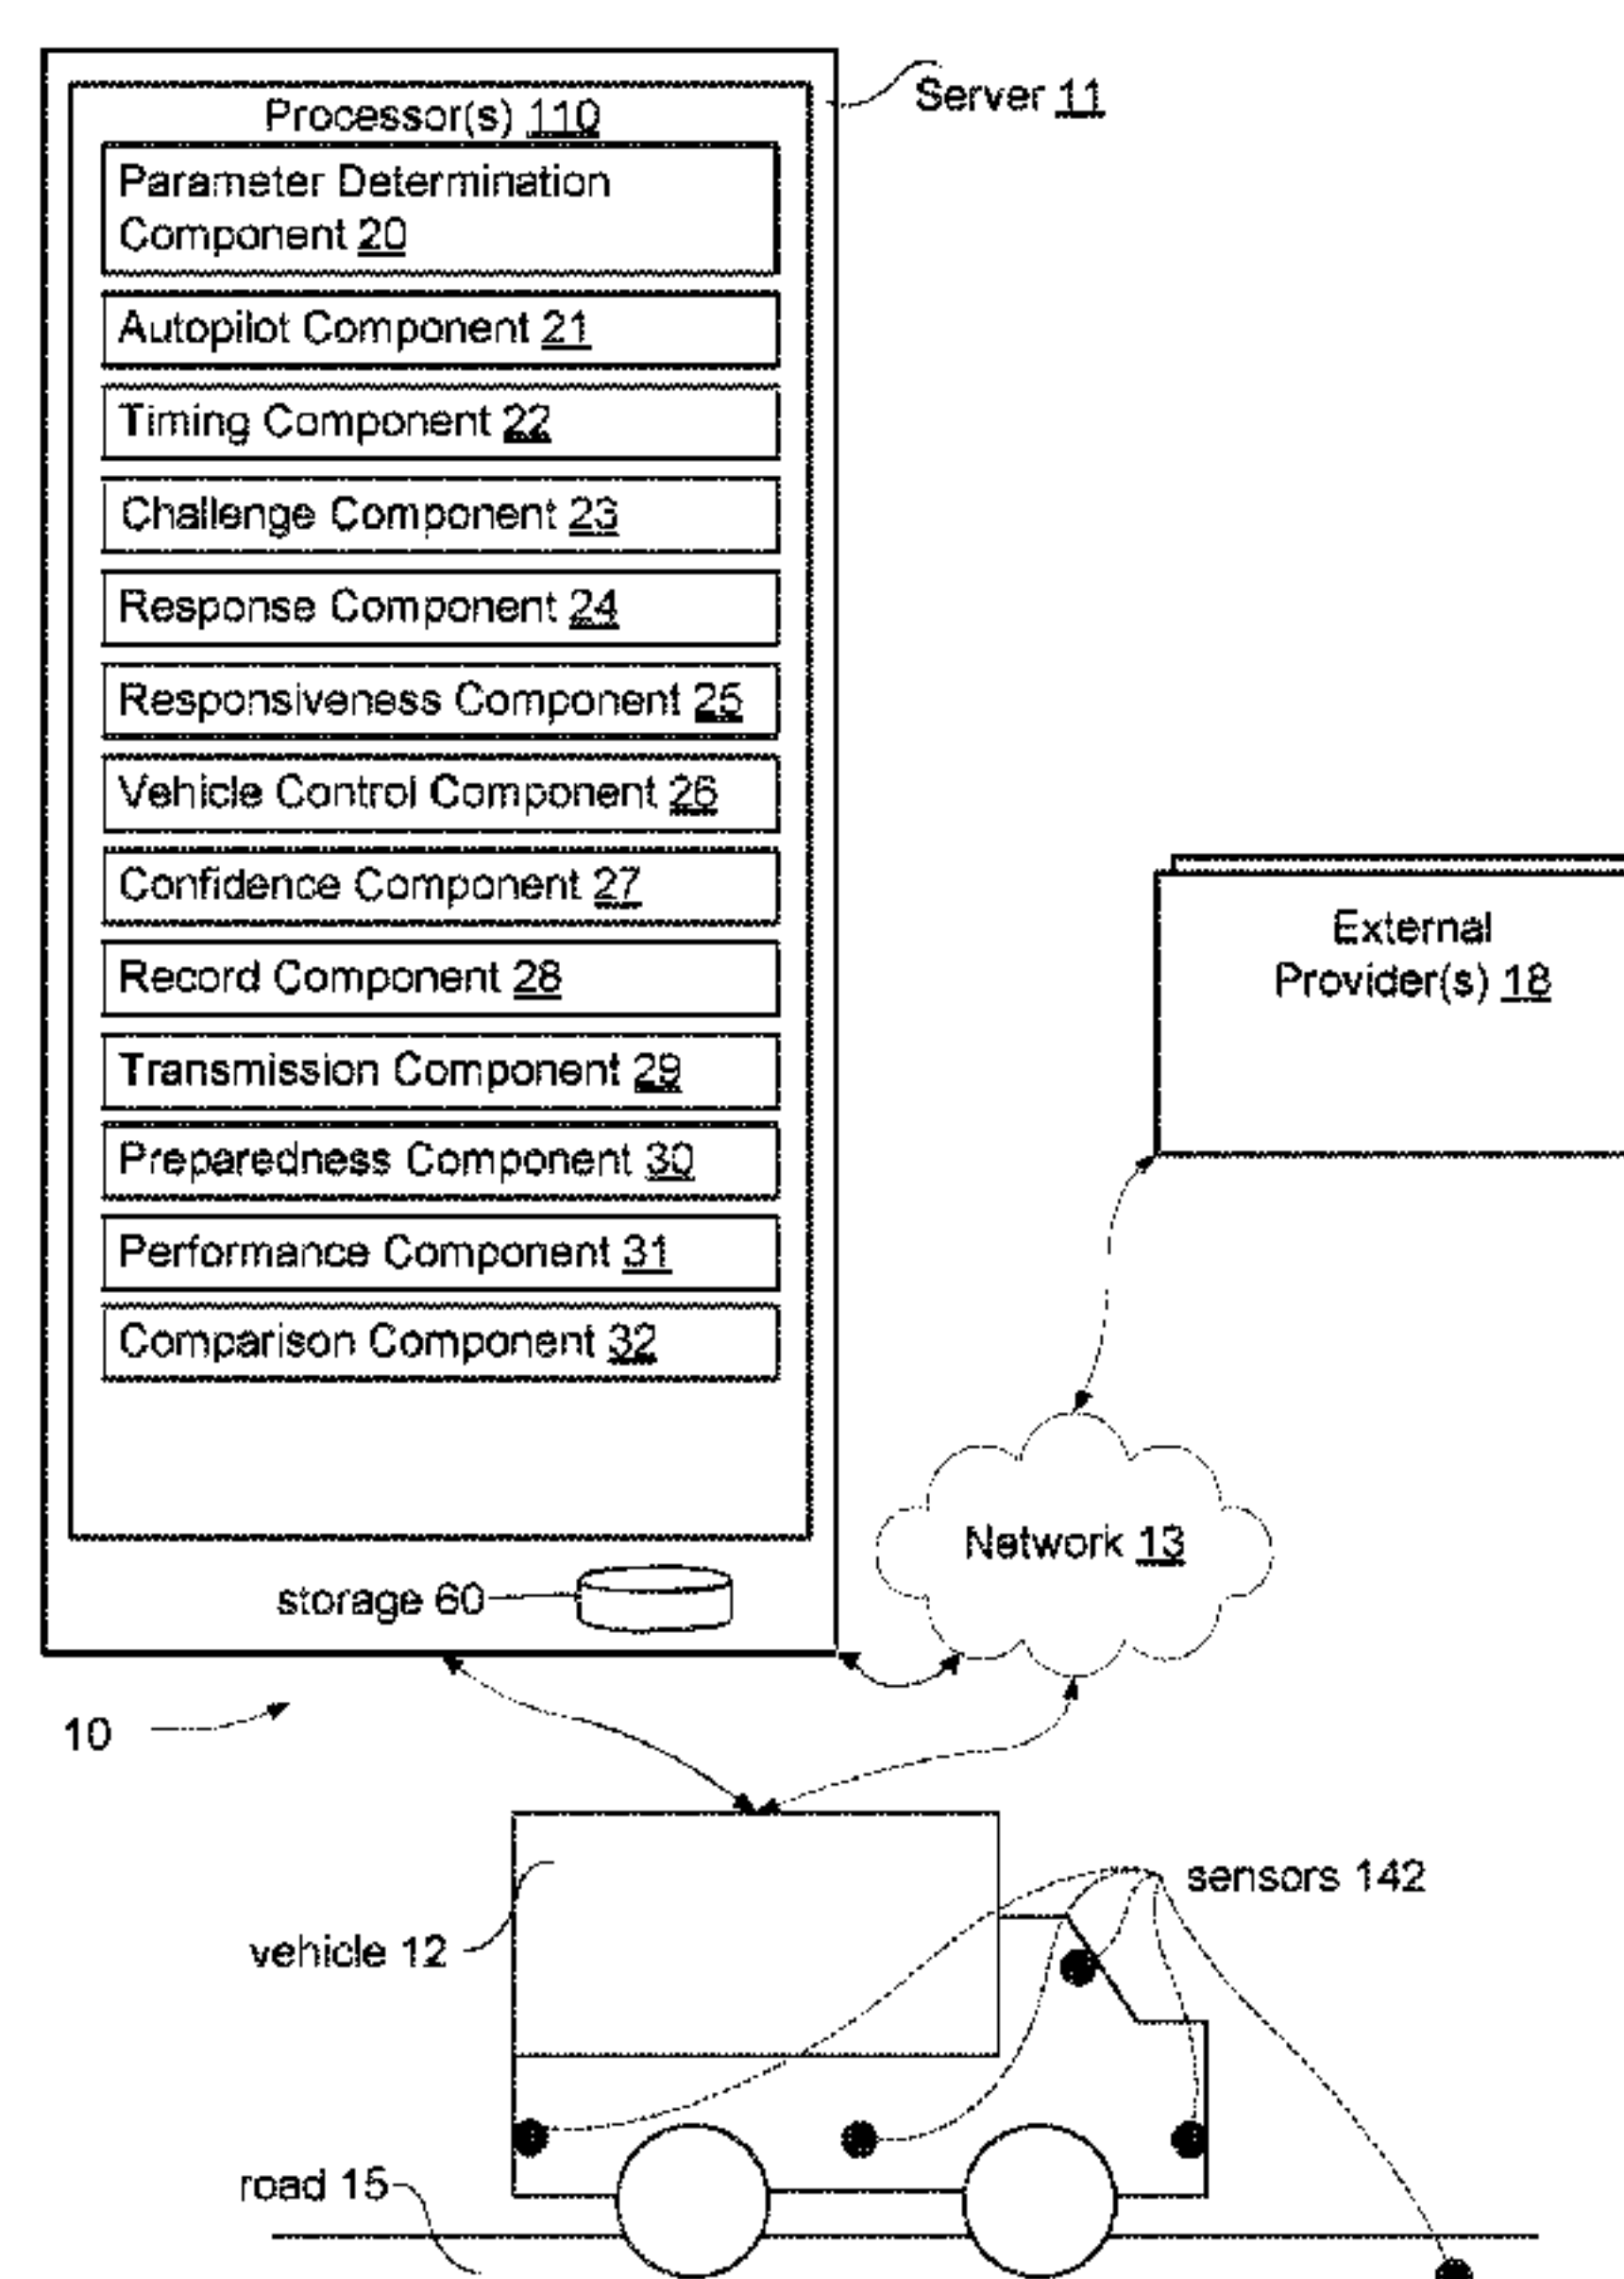 Server 11
Processor(s) 110
Parameter Determination
Component 20
Autopilot Component 21
Timing Component 22
Challenge Component 23
Response Component 24
Responsiveness Component 25
Vehicle Control Component 26
Confidence Component 27
Record Component 28
Transmission Component 29
Preparedness Component 30
Performance Component 31
Comparison Component 32
External
Provider(s) 18
Network 13
storage 60
10
sensors 142
vehicle 12
road 15